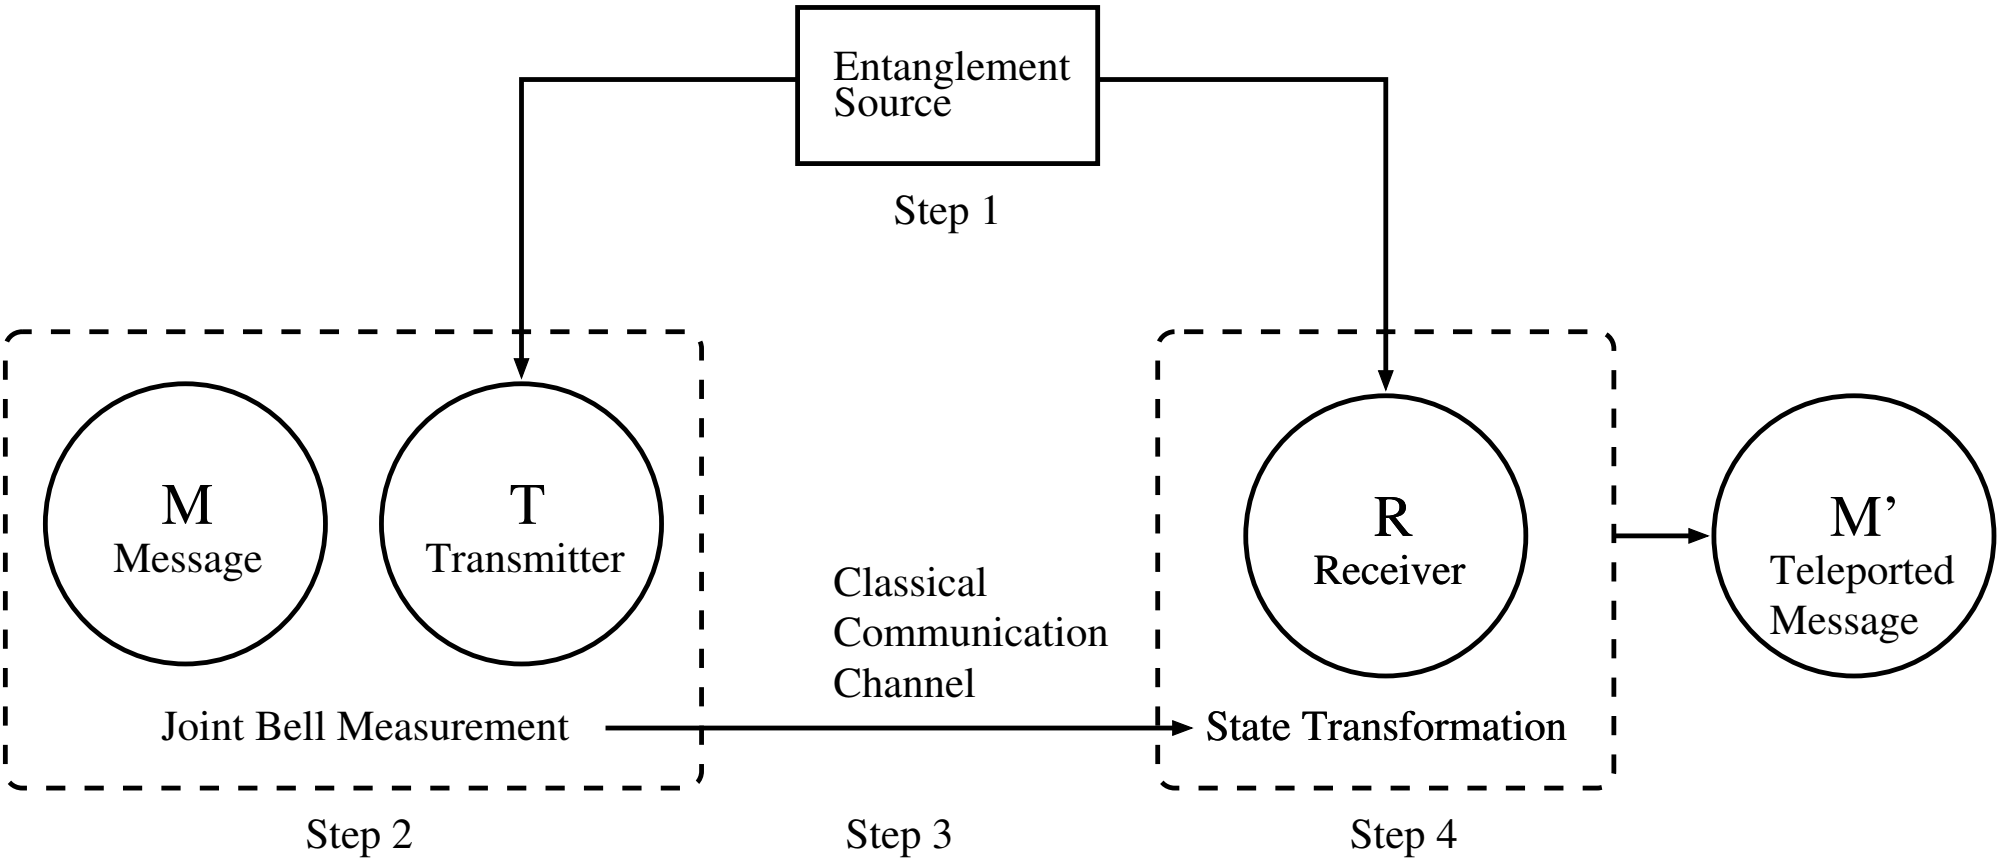 Entanglement
Source
Step 1
M
Message
T
Transmitter
Joint Bell Measurement
Step 2
Classical
Communication
Channel
Step 3
R
Receiver
State Transformation
Step 4
M’
Teleported
Message